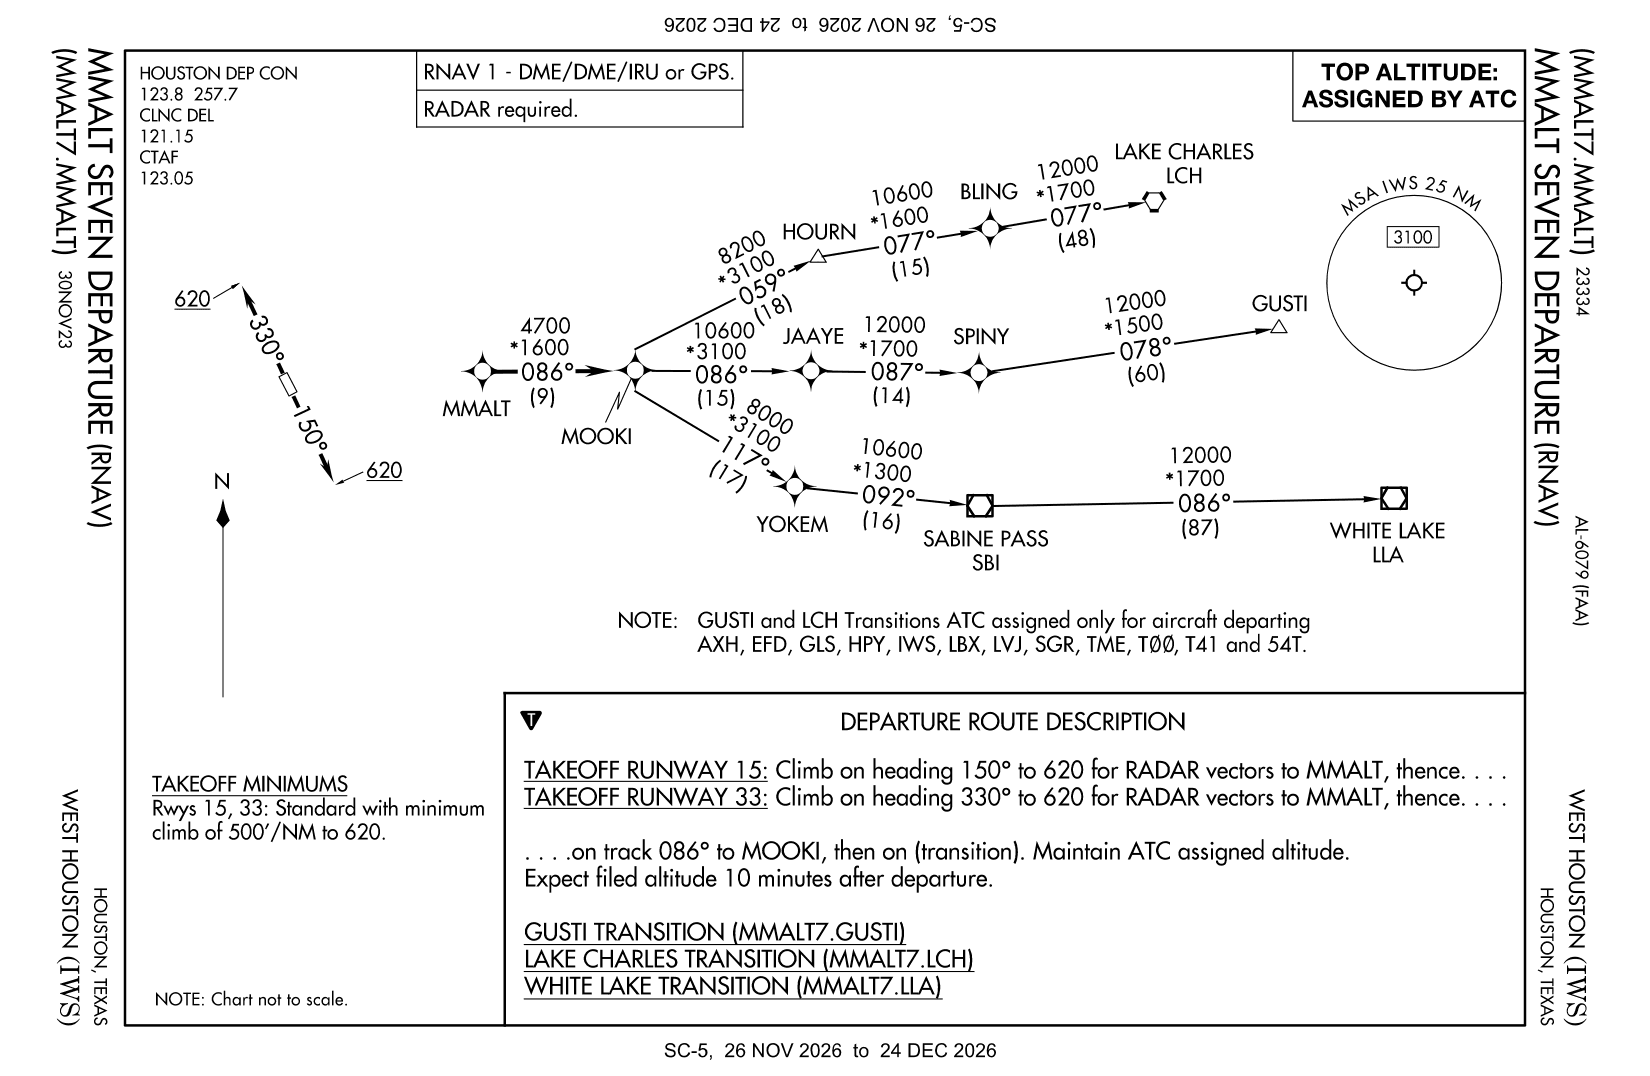 SC-5, 26 NOV 2026 to 24 DEC 2026
(MMALT7.MMALT) 30NOV23
MMALT SEVEN DEPARTURE (RNAV)
WEST HOUSTON (IWS)
HOUSTON, TEXAS
HOUSTON DEP CON
123.8 257.7
CLNC DEL
121.15
CTAF
123.05
RNAV 1 - DME/DME/IRU or GPS.
RADAR required.
TOP ALTITUDE:
ASSIGNED BY ATC
MSA IWS 25 NM
3100
620
330°
150°
620
N
MMALT
4700
*1600
086°
(9)
MOOKI
8200
*3100
059°
(18)
HOURN
10600
*1600
077°
(15)
BLING
12000
*1700
077°
(48)
LAKE CHARLES
LCH
10600
*3100
086°
(15)
JAAYE
12000
*1700
087°
(14)
SPINY
12000
*1500
078°
(60)
GUSTI
8000
*3100
117°
(17)
YOKEM
10600
*1300
092°
(16)
SABINE PASS
SBI
12000
*1700
086°
(87)
WHITE LAKE
LLA
NOTE: GUSTI and LCH Transitions ATC assigned only for aircraft departing
AXH, EFD, GLS, HPY, IWS, LBX, LVJ, SGR, TME, TØØ, T41 and 54T.
TAKEOFF MINIMUMS
Rwys 15, 33: Standard with minimum
climb of 500'/NM to 620.
NOTE: Chart not to scale.
T
DEPARTURE ROUTE DESCRIPTION
TAKEOFF RUNWAY 15: Climb on heading 150° to 620 for RADAR vectors to MMALT, thence. . . .
TAKEOFF RUNWAY 33: Climb on heading 330° to 620 for RADAR vectors to MMALT, thence. . . .
. . . .on track 086° to MOOKI, then on (transition). Maintain ATC assigned altitude.
Expect filed altitude 10 minutes after departure.
GUSTI TRANSITION (MMALT7.GUSTI)
LAKE CHARLES TRANSITION (MMALT7.LCH)
WHITE LAKE TRANSITION (MMALT7.LLA)
(MMALT7.MMALT) 23334
MMALT SEVEN DEPARTURE (RNAV)
AL-6079 (FAA)
WEST HOUSTON (IWS)
HOUSTON, TEXAS
SC-5, 26 NOV 2026 to 24 DEC 2026